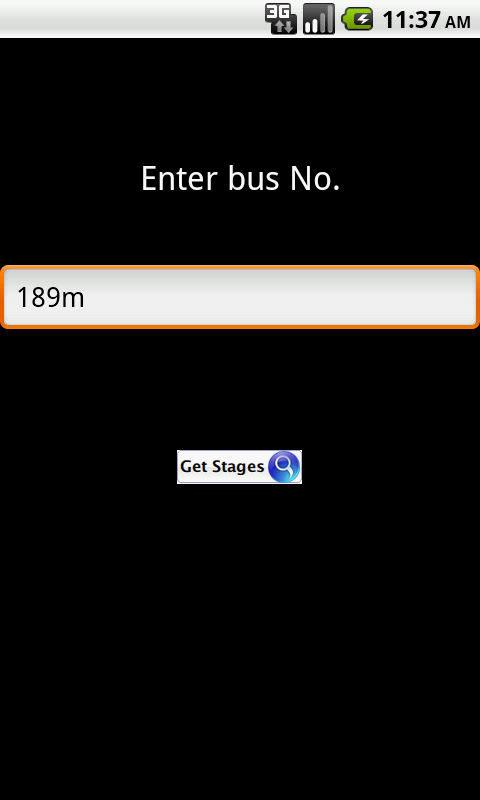 3G 11:37 AM
Enter bus No.
189m
Get Stages